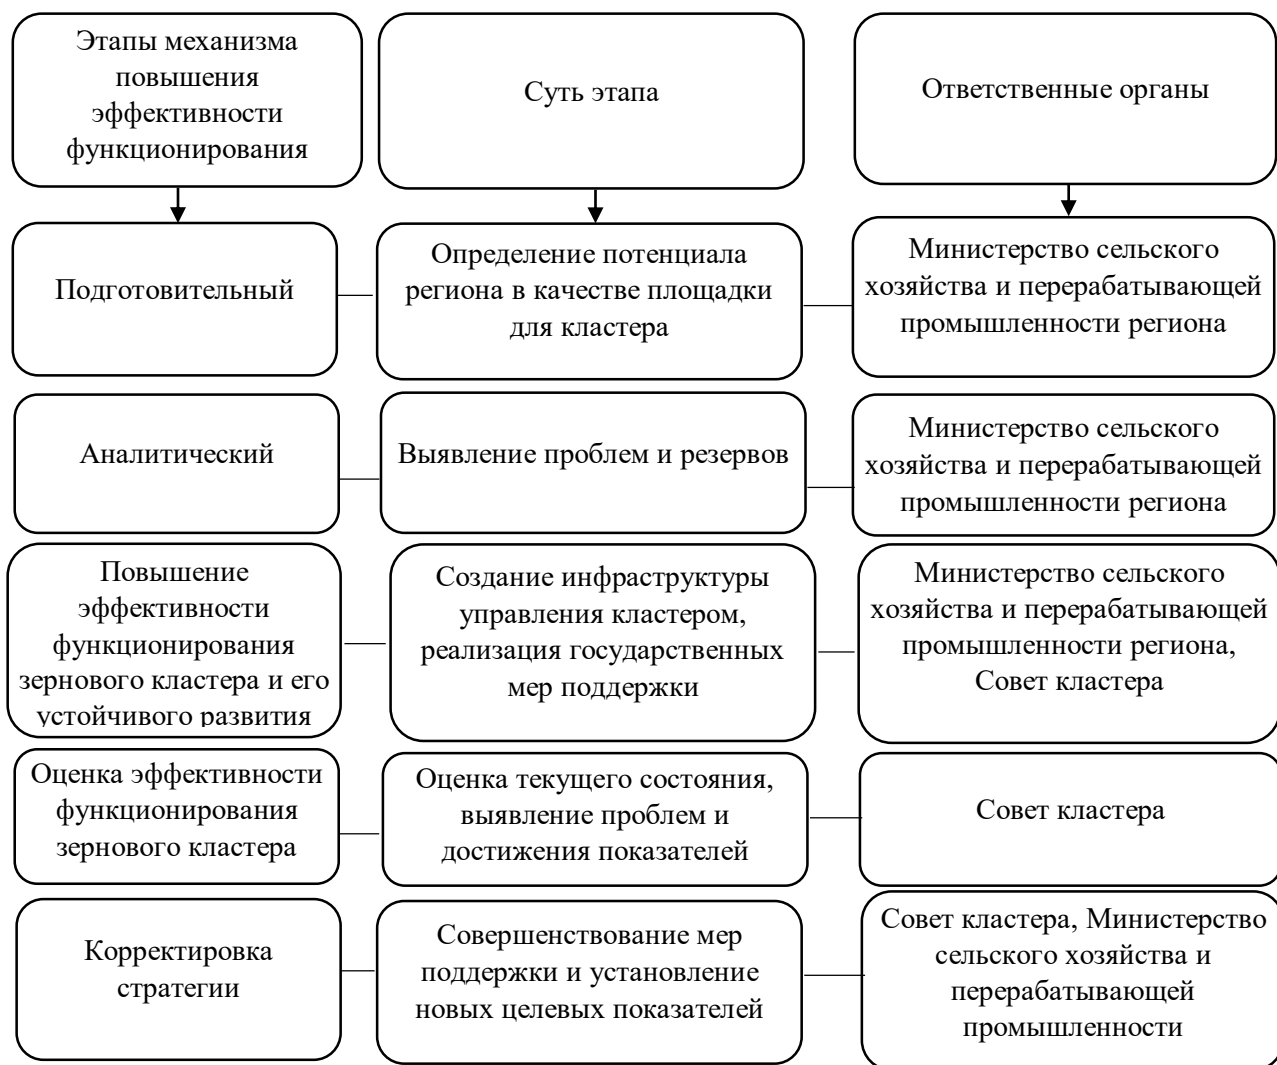 Этапы механизма
повышения
эффективности
функционирования
Суть этапа
Ответственные органы
Подготовительный
Определение потенциала
региона в качестве площадки
для кластера
Министерство сельского
хозяйства и перерабатывающей
промышленности региона
Аналитический
Выявление проблем и резервов
Министерство сельского
хозяйства и перерабатывающей
промышленности региона
Повышение
эффективности
функционирования
зернового кластера и его
устойчивого развития
Создание инфраструктуры
управления кластером,
реализация государственных
мер поддержки
Министерство сельского
хозяйства и перерабатывающей
промышленности региона,
Совет кластера
Оценка эффективности
функционирования
зернового кластера
Оценка текущего состояния,
выявление проблем и
достижения показателей
Совет кластера
Корректировка
стратегии
Совершенствование мер
поддержки и установление
новых целевых показателей
Совет кластера, Министерство
сельского хозяйства и
перерабатывающей
промышленности